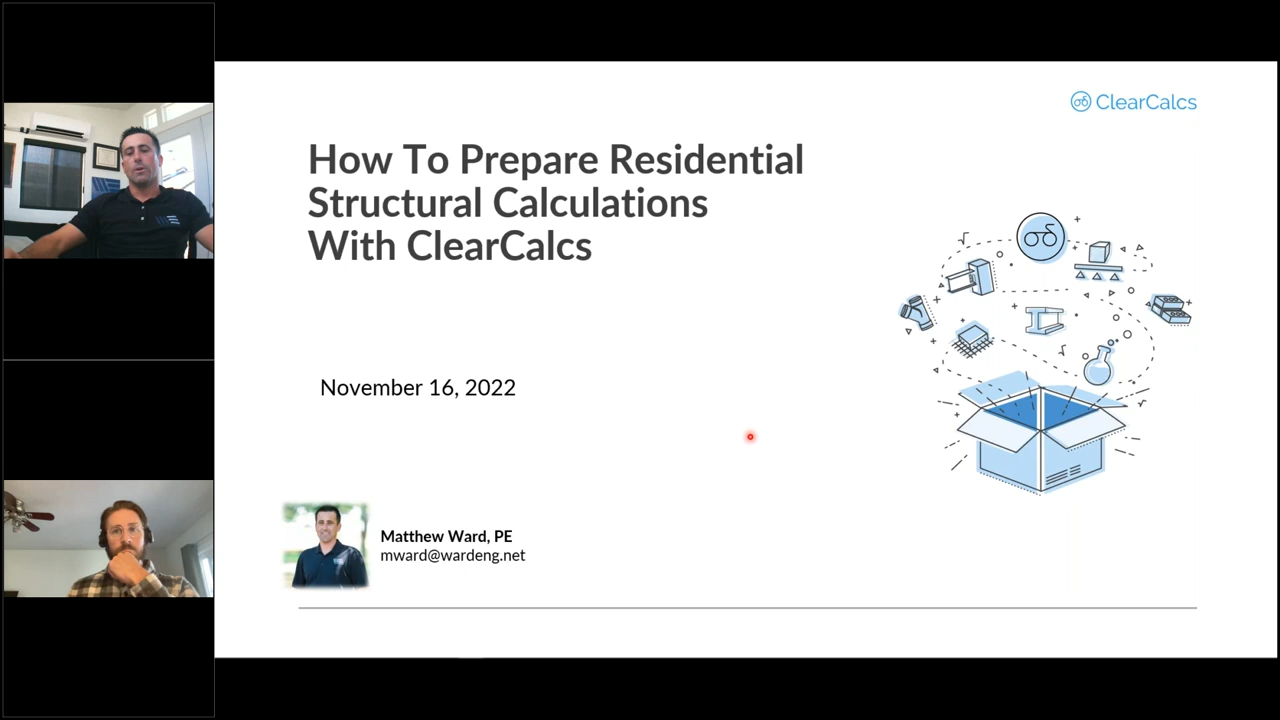 ClearCalcs
How To Prepare Residential
Structural Calculations
With ClearCalcs
November 16, 2022
Matthew Ward, PE
mward@wardeng.net